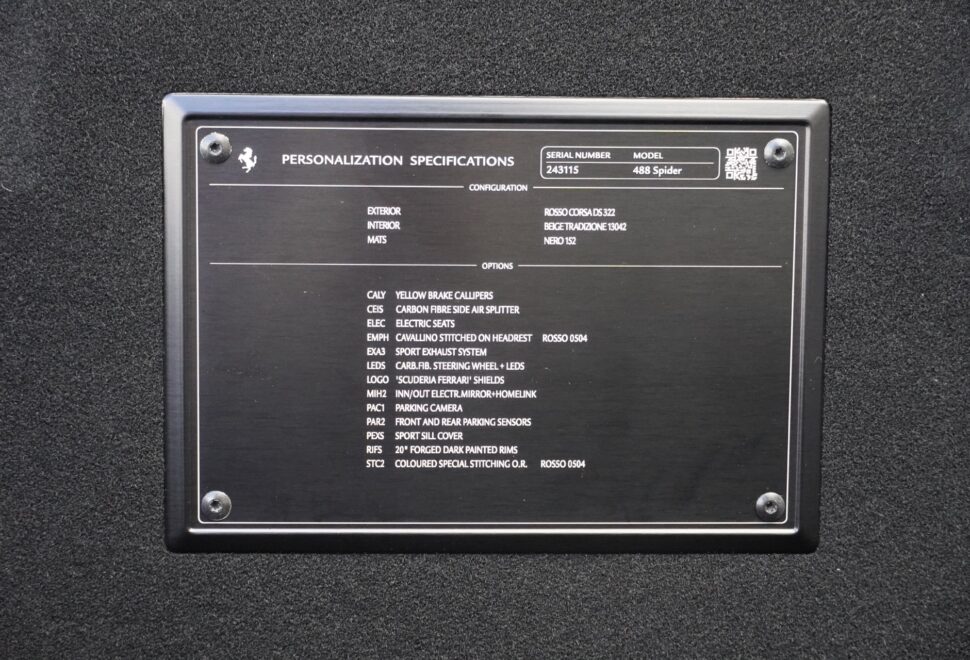 PERSONALIZATION SPECIFICATIONS
SERIAL NUMBER MODEL
243115 488 Spider
CONFIGURATION
EXTERIOR ROSSO CORSA DS 322
INTERIOR BEIGE TRADIZIONE 13042
MATS NERO 152
OPTIONS
CALY YELLOW BRAKE CALLIPERS
CEIS CARBON FIBRE SIDE AIR SPLITTER
ELEC ELECTRIC SEATS
EMPH CAVALLINO STITCHED ON HEADREST ROSSO 0504
EXA3 SPORT EXHAUST SYSTEM
LEDS CARB.FIB. STEERING WHEEL + LEDS
LOGO "SCUDERIA FERRARI" SHIELDS
MIH2 INN/OUT ELECTR.MIRROR+HOMELINK
PAC1 PARKING CAMERA
PAR2 FRONT AND REAR PARKING SENSORS
PEXS SPORT SILL COVER
RIFS 20" FORGED DARK PAINTED RIMS
STC2 COLOURED SPECIAL STITCHING O.R. ROSSO 0504